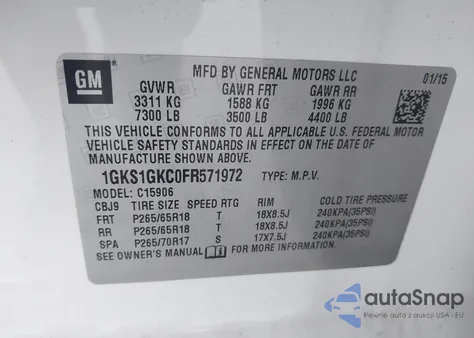 GM
MFD BY GENERAL MOTORS LLC 01/15
GVWR GAWR FRT GAWR RR
3311 KG 1588 KG 1996 KG
7300 LB 3500 LB 4400 LB
THIS VEHICLE CONFORMS TO ALL APPLICABLE U.S. FEDERAL MOTOR
VEHICLE SAFETY STANDARDS IN EFFECT ON THE DATE OF
MANUFACTURE SHOWN ABOVE.
1GKS1GKC0FR571972 TYPE: M.P.V.
MODEL: C15906
CBJ9 TIRE SIZE SPEED RTG RIM COLD TIRE PRESSURE
FRT P265/65R18 T 18X8.5J 240KPA(35PSI)
RR P265/65R18 T 18X8.5J 240KPA(35PSI)
SPA P265/70R17 S 17X7.5J 240KPA(35PSI)
SEE OWNER'S MANUAL FOR MORE INFORMATION.
autoSnap
Pewne aukcje z USA i EU